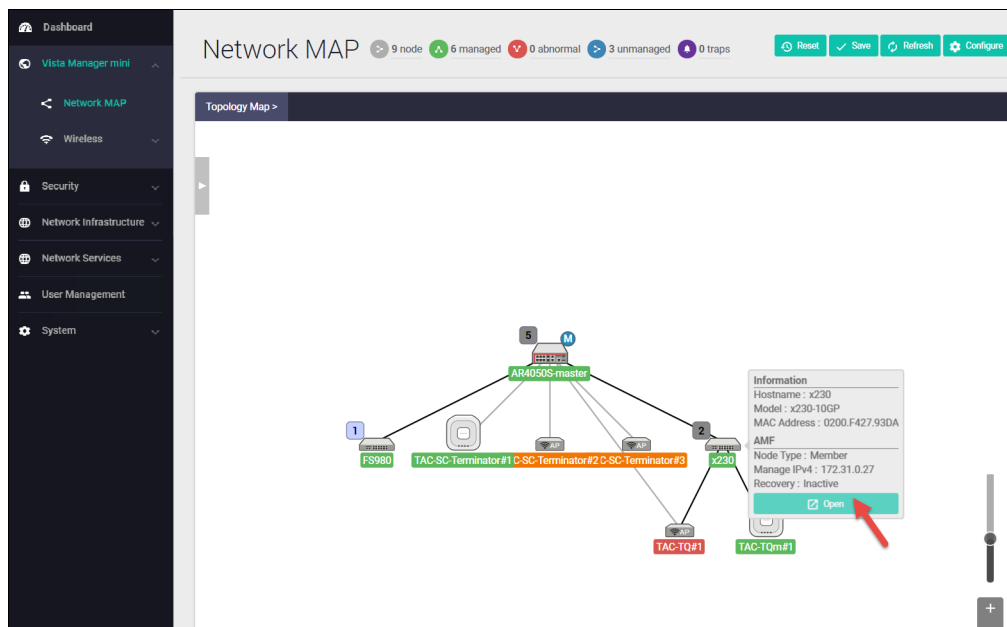 Dashboard
Vista Manager mini
Network MAP
Wireless
Security
Network Infrastructure
Network Services
User Management
System
Network MAP 9 node 6 managed 0 abnormal 3 unmanaged 0 traps
Reset Save Refresh Configure
Topology Map >
5 M
AR4050S-master
1
FS980
TAC-SC-Terminator#1
C-SC-Terminator#2
C-SC-Terminator#3
AP
AP
2
x230
AP
TAC-TQ#1
TAC-TQm#1
Information
Hostname : x230
Model : x230-10GP
MAC Address : 0200.F427.93DA
AMF
Node Type : Member
Manage IPv4 : 172.31.0.27
Recovery : Inactive
Open
+